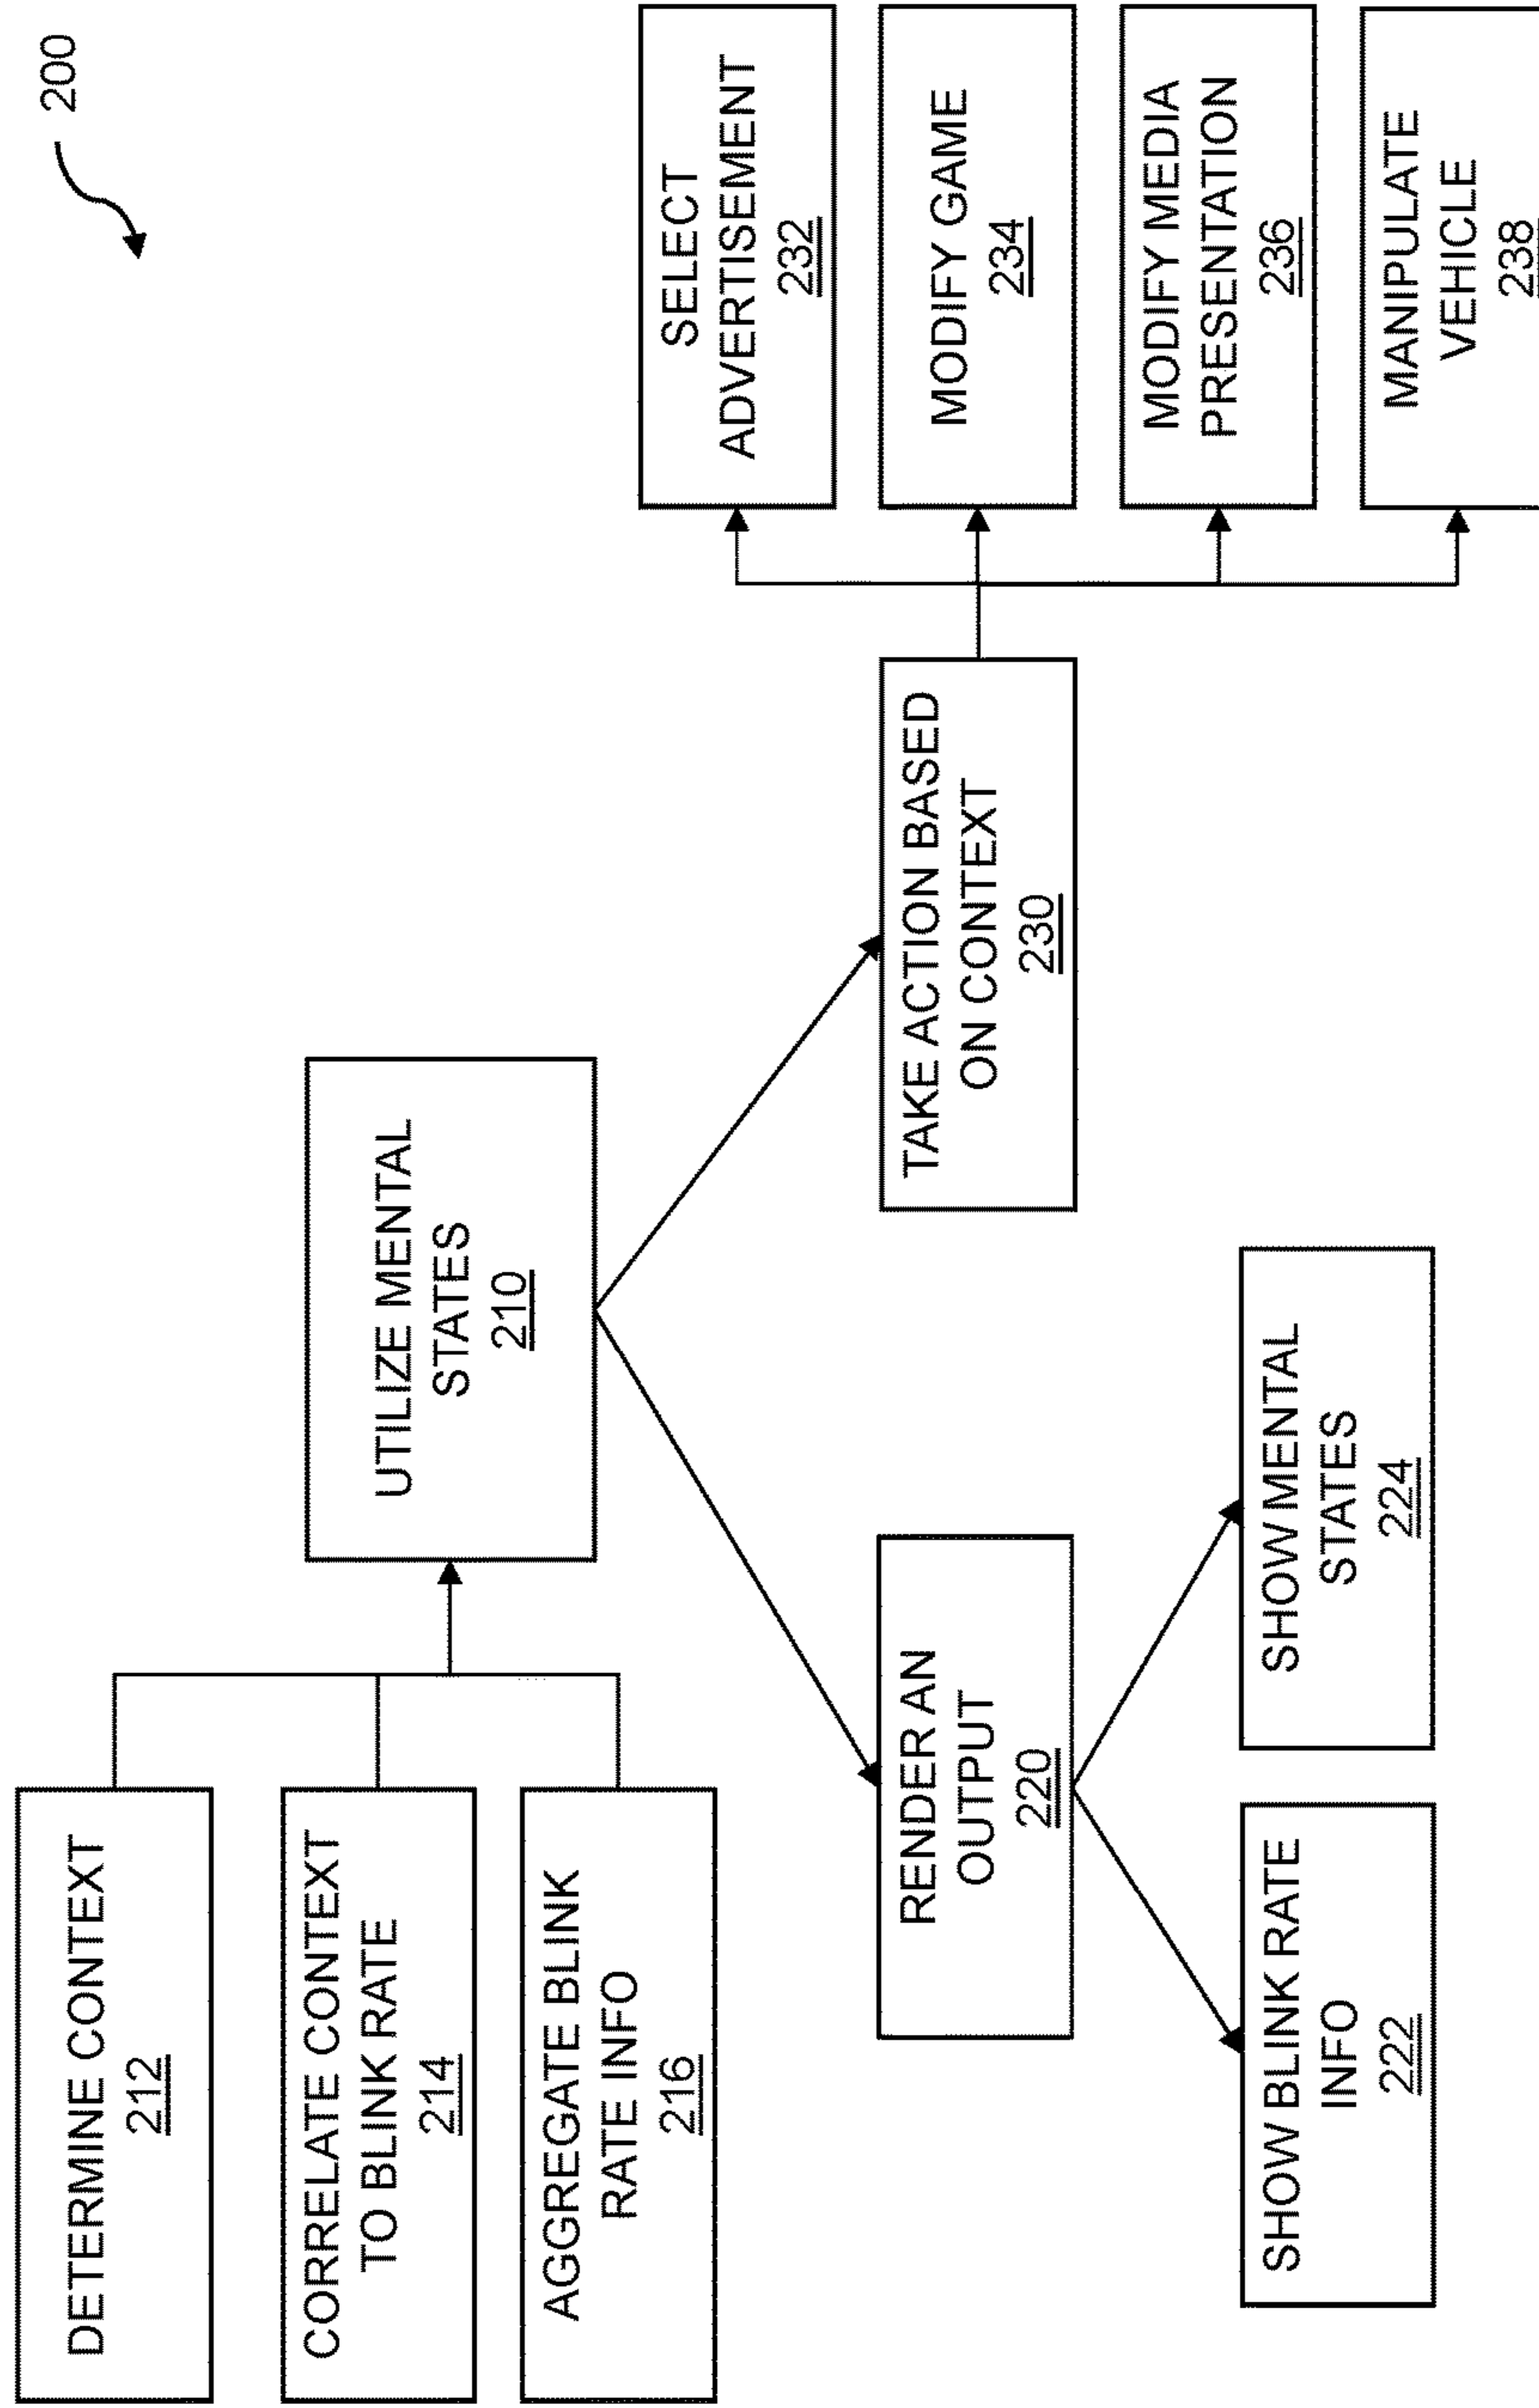 200
DETERMINE CONTEXT
212
CORRELATE CONTEXT
TO BLINK RATE
214
AGGREGATE BLINK
RATE INFO
216
UTILIZE MENTAL
STATES
210
RENDER AN
OUTPUT
220
SHOW BLINK RATE
INFO
222
SHOW MENTAL
STATES
224
TAKE ACTION BASED
ON CONTEXT
230
SELECT
ADVERTISEMENT
232
MODIFY GAME
234
MODIFY MEDIA
PRESENTATION
236
MANIPULATE
VEHICLE
238